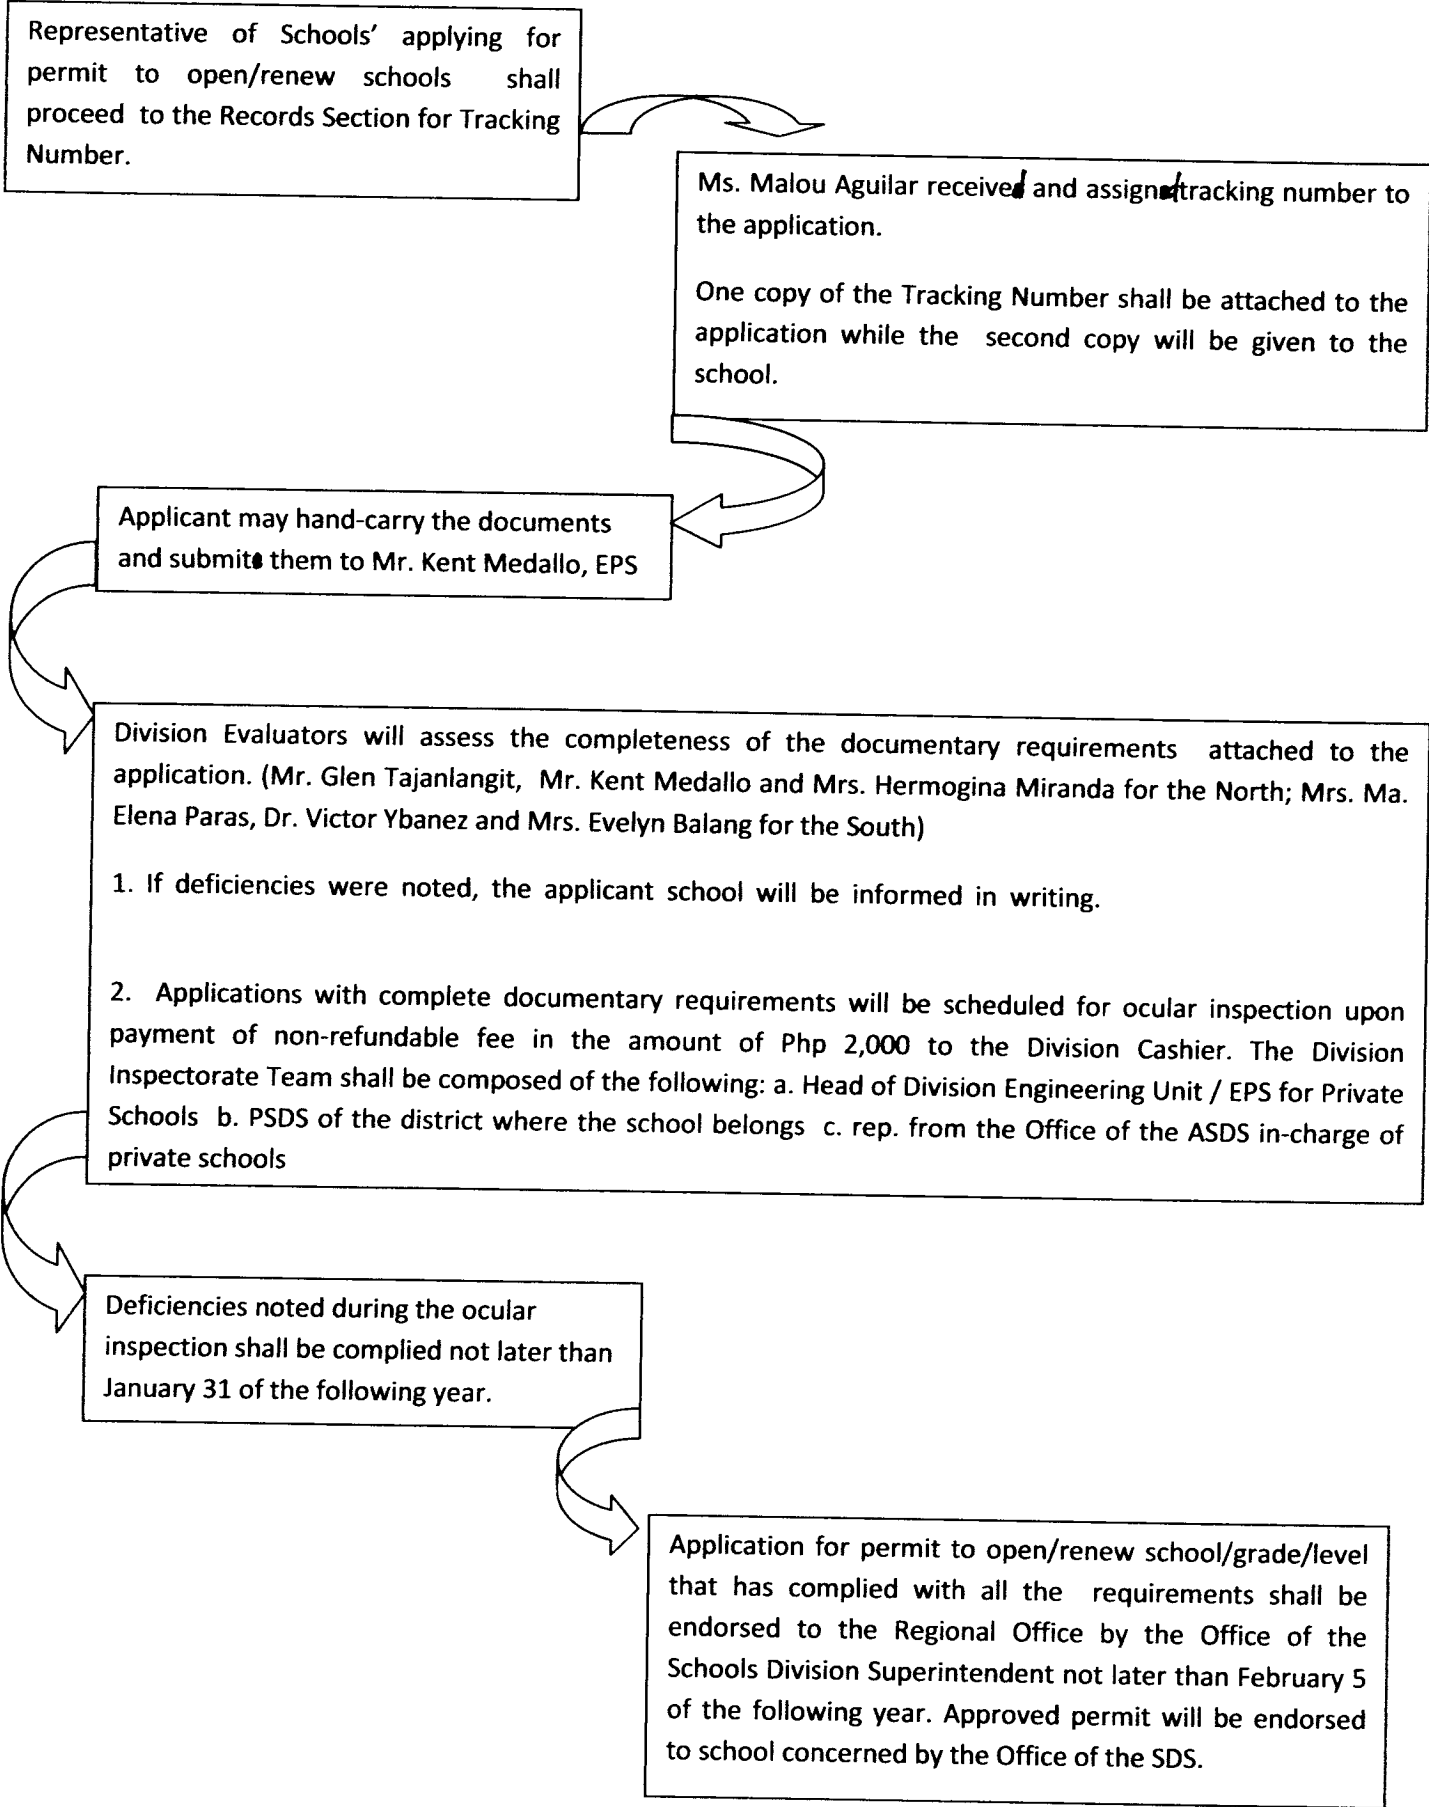 Representative of Schools' applying for
permit to open/renew schools shall
proceed to the Records Section for Tracking
Number.
Ms. Malou Aguilar received and assigned tracking number to
the application.
One copy of the Tracking Number shall be attached to the
application while the second copy will be given to the
school.
Applicant may hand-carry the documents
and submit them to Mr. Kent Medallo, EPS
Division Evaluators will assess the completeness of the documentary requirements attached to the
application. (Mr. Glen Tajanlangit, Mr. Kent Medallo and Mrs. Hermogina Miranda for the North; Mrs. Ma.
Elena Paras, Dr. Victor Ybanez and Mrs. Evelyn Balang for the South)
1. If deficiencies were noted, the applicant school will be informed in writing.
2. Applications with complete documentary requirements will be scheduled for ocular inspection upon
payment of non-refundable fee in the amount of Php 2,000 to the Division Cashier. The Division
Inspectorate Team shall be composed of the following: a. Head of Division Engineering Unit / EPS for Private
Schools b. PSDS of the district where the school belongs c. rep. from the Office of the ASDS in-charge of
private schools
Deficiencies noted during the ocular
inspection shall be complied not later than
January 31 of the following year.
Application for permit to open/renew school/grade/level
that has complied with all the requirements shall be
endorsed to the Regional Office by the Office of the
Schools Division Superintendent not later than February 5
of the following year. Approved permit will be endorsed
to school concerned by the Office of the SDS.